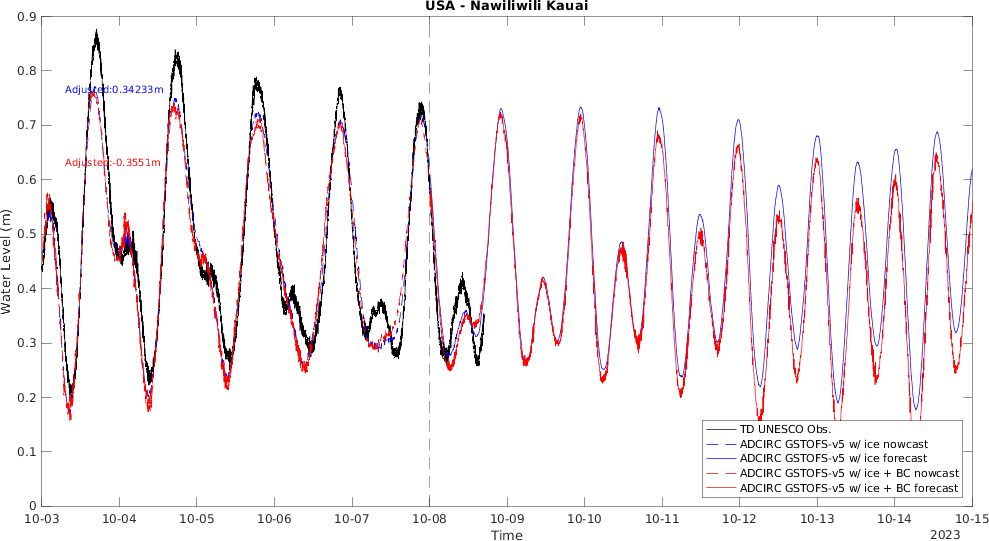 USA - Nawiliwili Kauai
0.9
0.8
0.7
0.6
0.5
0.4
0.3
0.2
0.1
0
Water Level (m)
Adjusted:0.34233m
Adjusted:-0.3551m
TD UNESCO Obs.
ADCIRC GSTOFS-v5 w/ ice nowcast
ADCIRC GSTOFS-v5 w/ ice forecast
ADCIRC GSTOFS-v5 w/ ice + BC nowcast
ADCIRC GSTOFS-v5 w/ ice + BC forecast
10-03 10-04 10-05 10-06 10-07 10-08 10-09 10-10 10-11 10-12 10-13 10-14 10-15
Time
2023